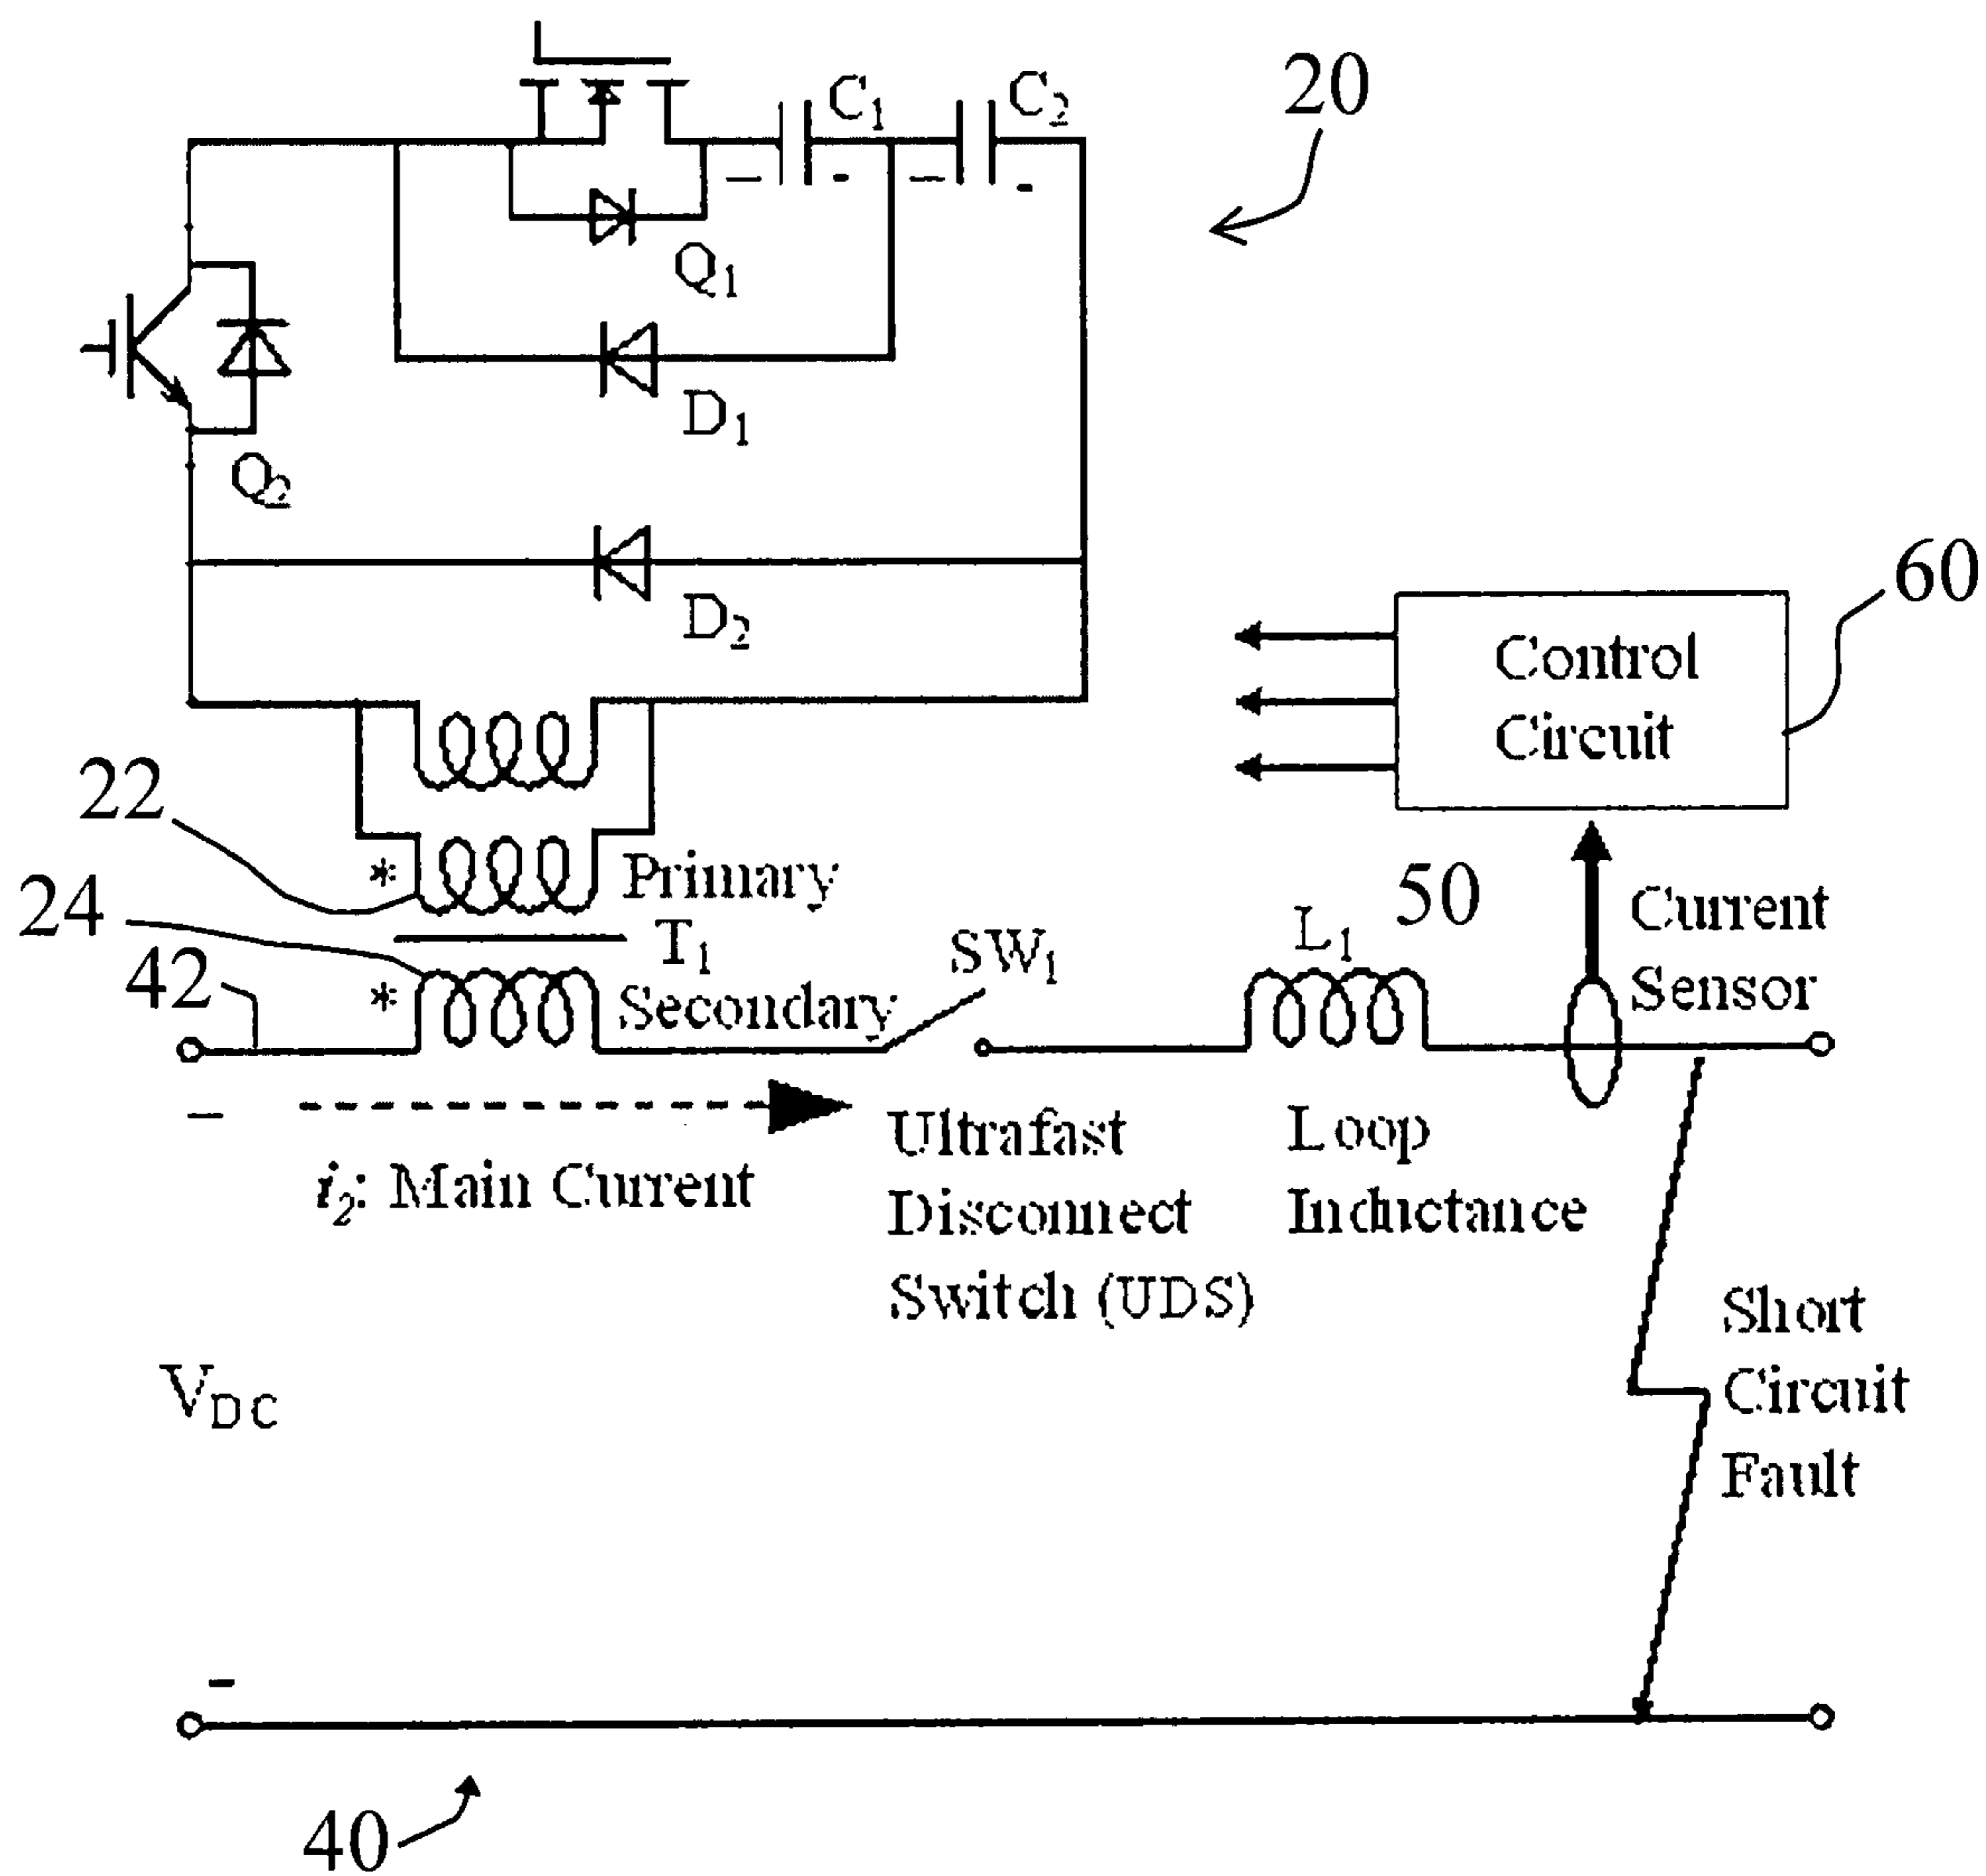 20
C₁
C₂
Q₁
D₁
Q₂
D₂
60
Control
Circuit
22
24
42
*
Primary
T₁
*
Secondary
SW₁
L₁
50
Current
Sensor
i₂: Main Current
Ultrafast
Disconnect
Switch (UDS)
Loop
Inductance
Short
Circuit
Fault
V_DC
40